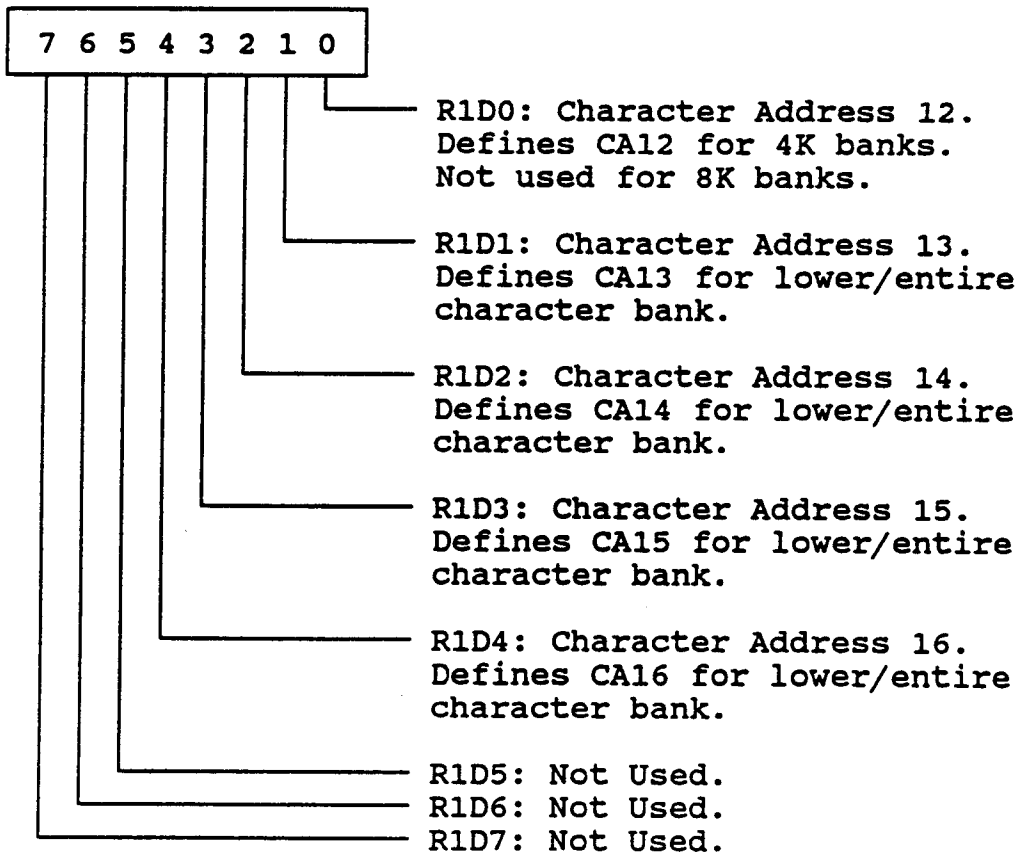 7 6 5 4 3 2 1 0
R1D0: Character Address 12.
Defines CA12 for 4K banks.
Not used for 8K banks.
R1D1: Character Address 13.
Defines CA13 for lower/entire
character bank.
R1D2: Character Address 14.
Defines CA14 for lower/entire
character bank.
R1D3: Character Address 15.
Defines CA15 for lower/entire
character bank.
R1D4: Character Address 16.
Defines CA16 for lower/entire
character bank.
R1D5: Not Used.
R1D6: Not Used.
R1D7: Not Used.